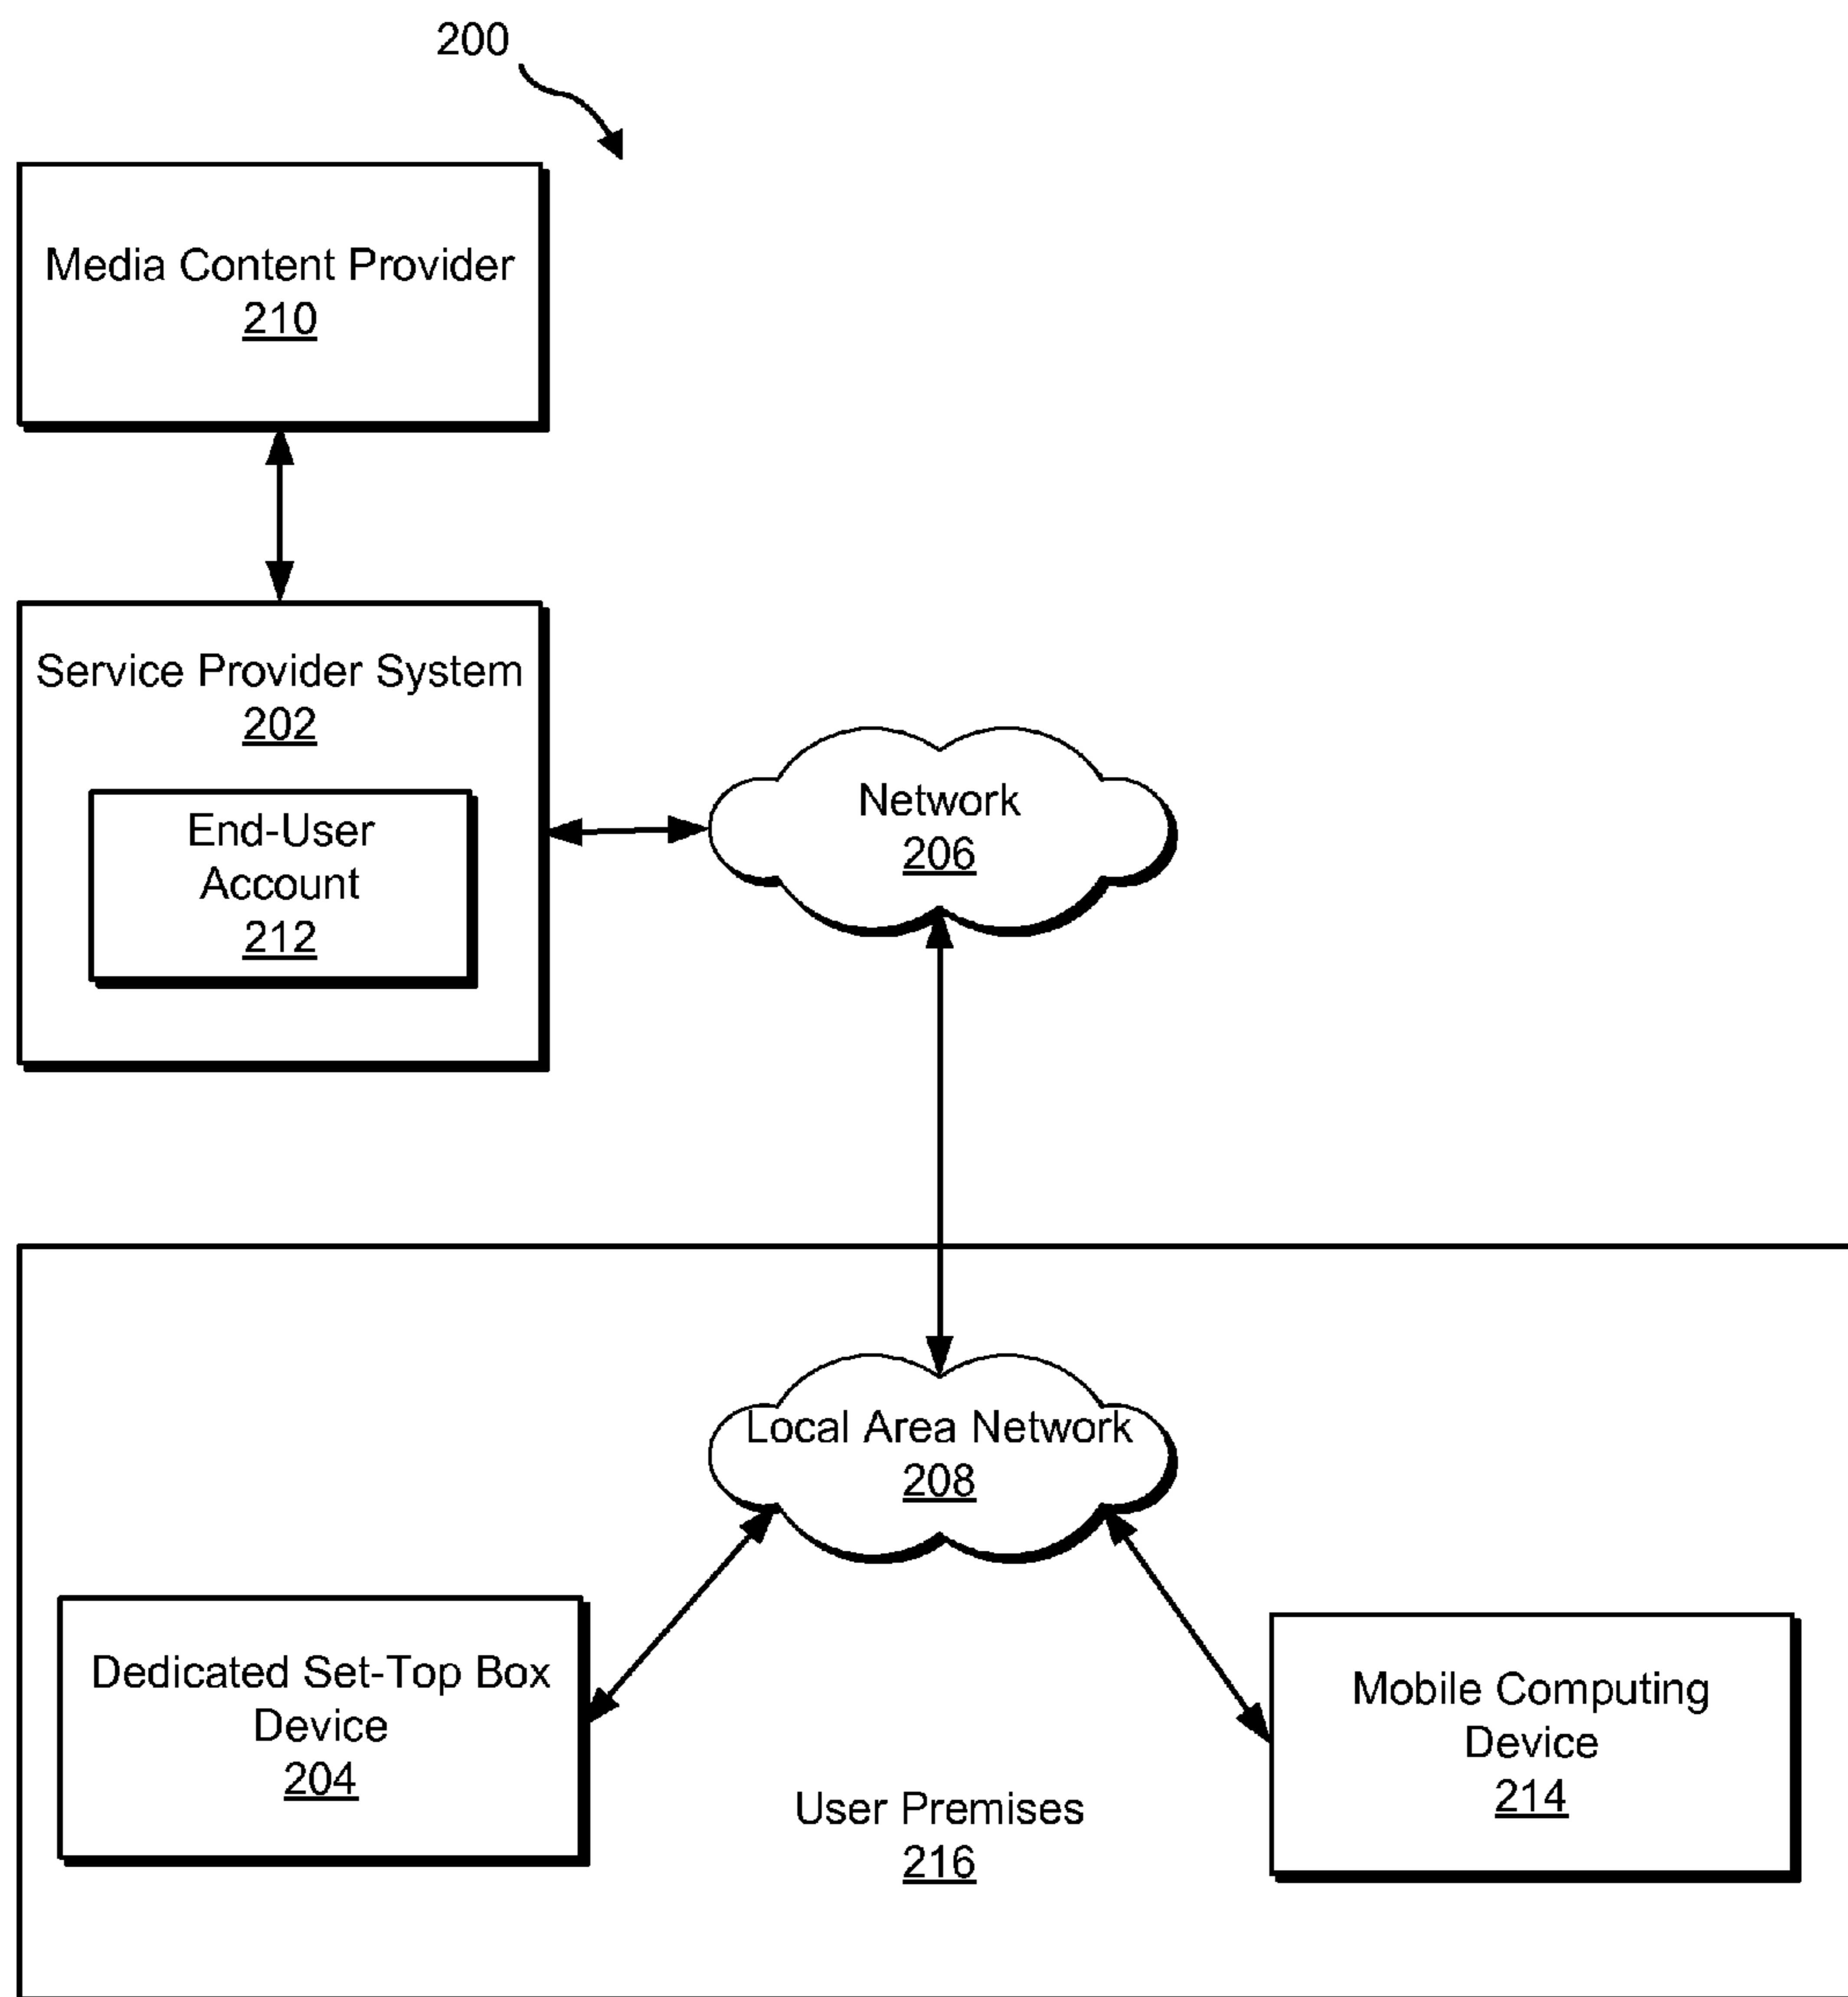 200
Media Content Provider
210
Service Provider System
202
End-User
Account
212
Network
206
Local Area Network
208
Dedicated Set-Top Box
Device
204
Mobile Computing
Device
214
User Premises
216